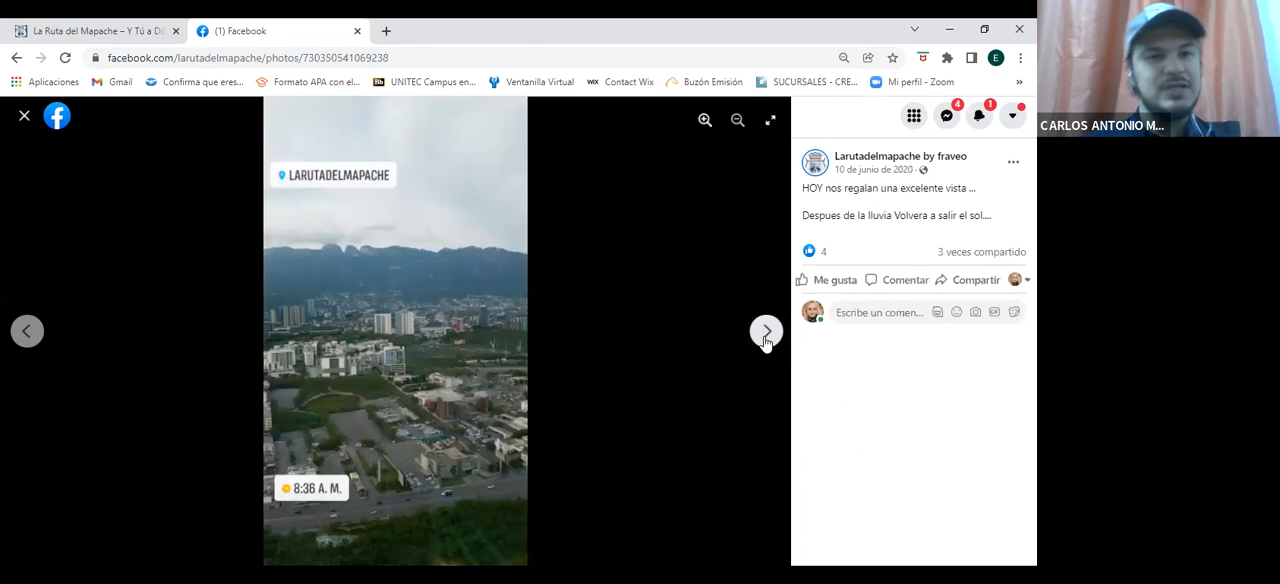 La Ruta del Mapache – Y Tú a Dó
(1) Facebook
facebook.com/larutadelmapache/photos/730350541069238
E
Aplicaciones
Gmail
Confirma que eres...
Formato APA con el...
Bb
UNITEC Campus en...
Ventanilla Virtual
WIX
Contact Wix
Buzón Emisión
SUCURSALES - CRE...
Mi perfil - Zoom
»
CARLOS ANTONIO M...
4
1
LARUTADELMAPACHE
8:36 A. M.
Larutadelmapache by fraveo
10 de junio de 2020 ·
HOY nos regalan una excelente vista ...
Despues de la lluvia Volvera a salir el sol....
4
3 veces compartido
Me gusta
Comentar
Compartir
Escribe un comen...